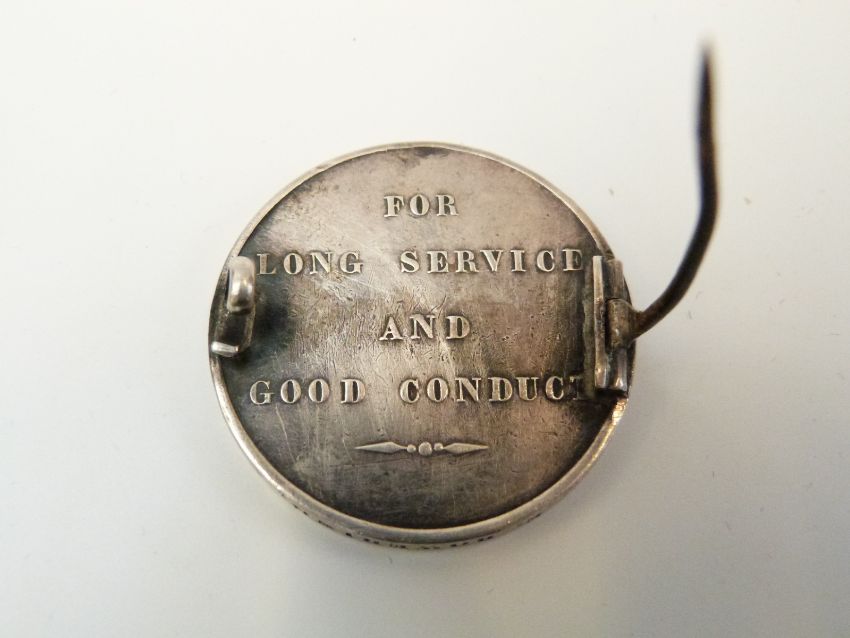 FOR
LONG SERVICE
AND
GOOD CONDUCT